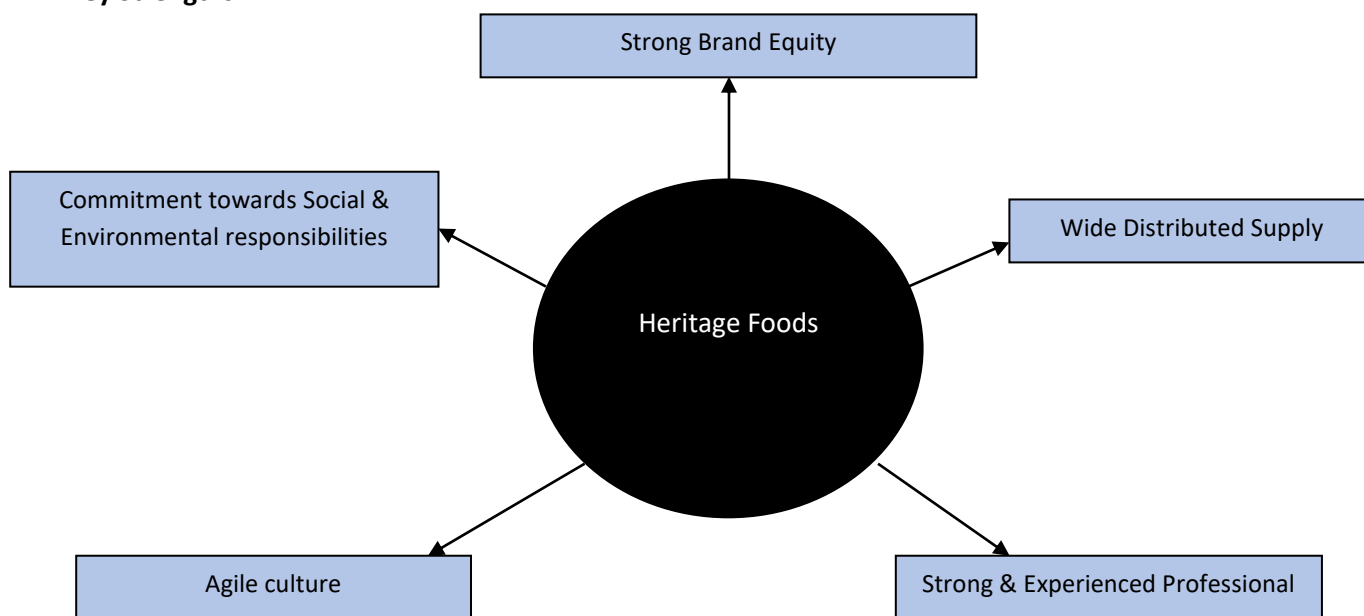 Strong Brand Equity
Commitment towards Social &
Environmental responsibilities
Wide Distributed Supply
Heritage Foods
Agile culture
Strong & Experienced Professional